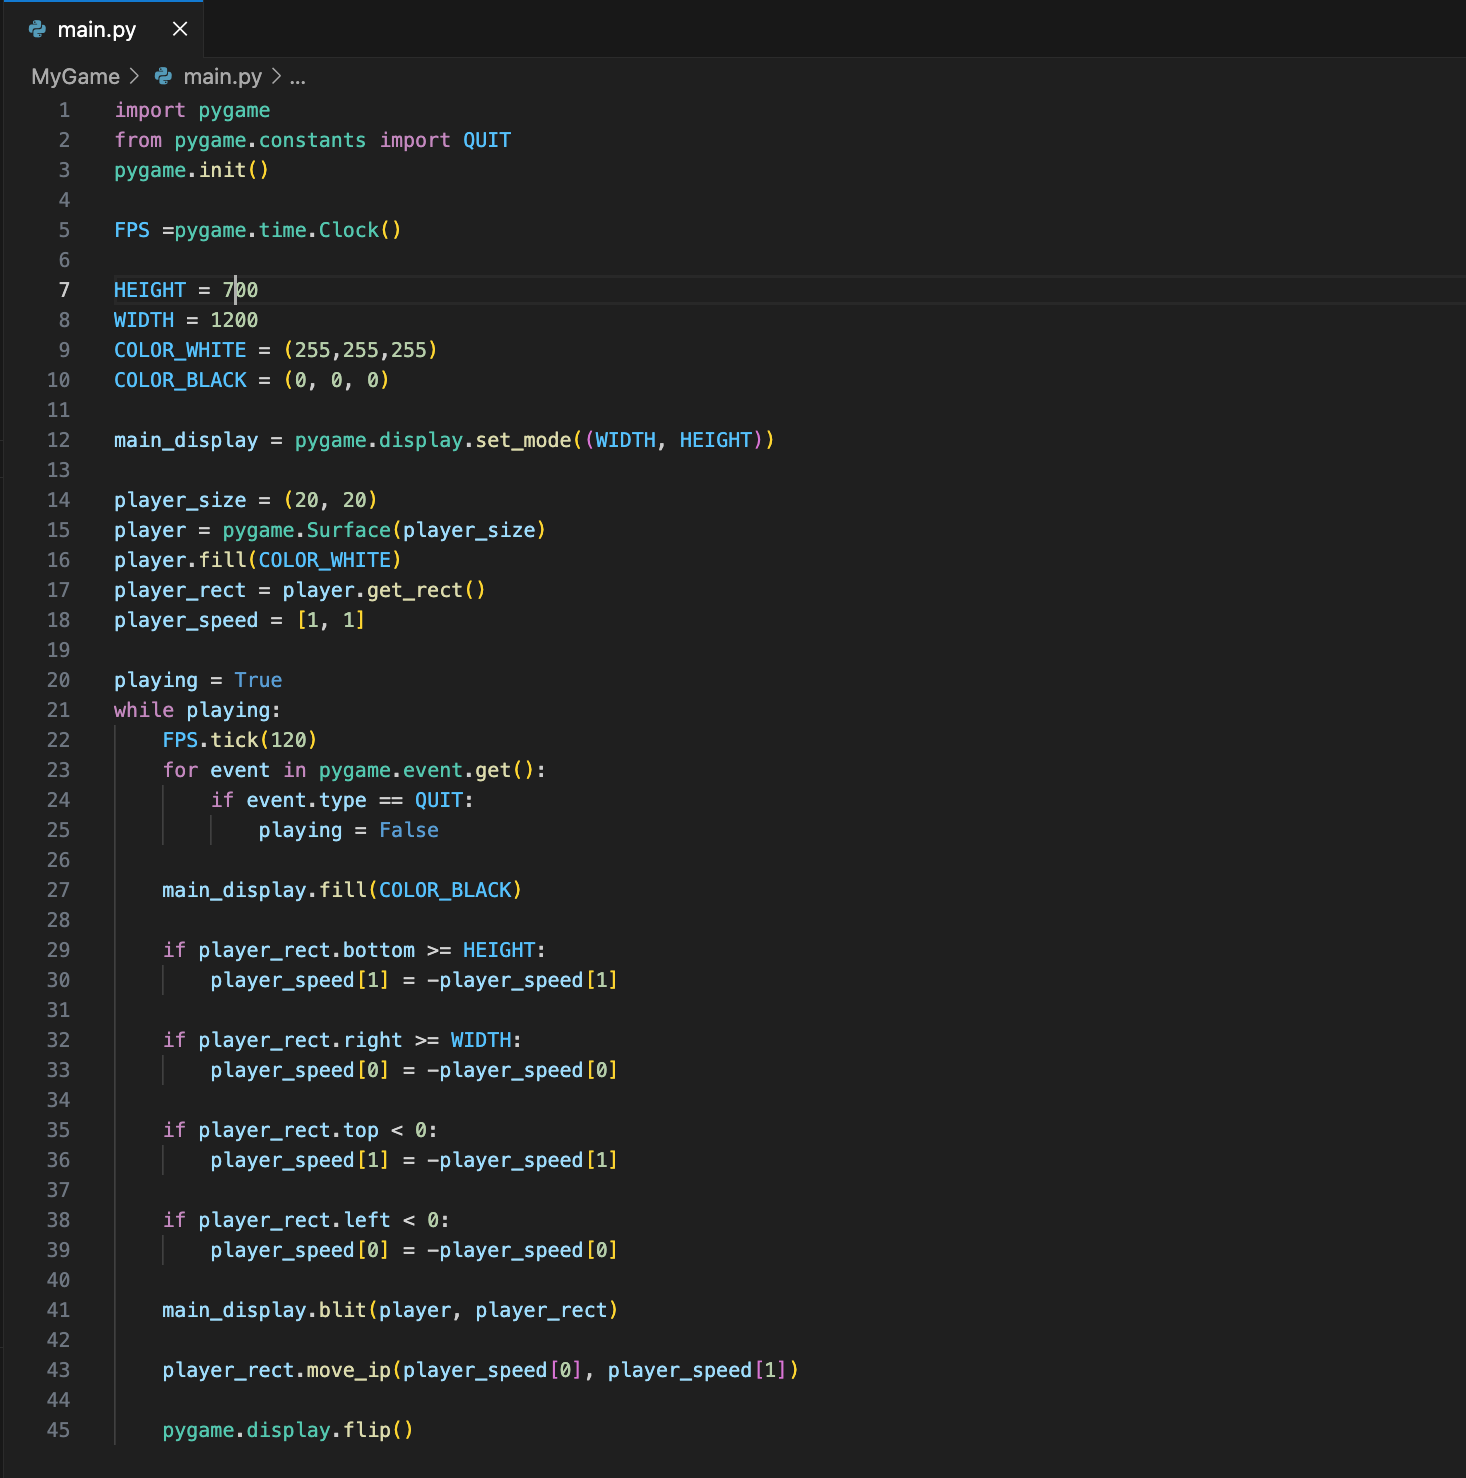 main.py
MyGame > main.py > ...
1 import pygame
2 from pygame.constants import QUIT
3 pygame.init()
4
5 FPS =pygame.time.Clock()
6
7 HEIGHT = 700
8 WIDTH = 1200
9 COLOR_WHITE = (255,255,255)
10 COLOR_BLACK = (0, 0, 0)
11
12 main_display = pygame.display.set_mode((WIDTH, HEIGHT))
13
14 player_size = (20, 20)
15 player = pygame.Surface(player_size)
16 player.fill(COLOR_WHITE)
17 player_rect = player.get_rect()
18 player_speed = [1, 1]
19
20 playing = True
21 while playing:
22     FPS.tick(120)
23     for event in pygame.event.get():
24         if event.type == QUIT:
25             playing = False
26
27     main_display.fill(COLOR_BLACK)
28
29     if player_rect.bottom >= HEIGHT:
30         player_speed[1] = -player_speed[1]
31
32     if player_rect.right >= WIDTH:
33         player_speed[0] = -player_speed[0]
34
35     if player_rect.top < 0:
36         player_speed[1] = -player_speed[1]
37
38     if player_rect.left < 0:
39         player_speed[0] = -player_speed[0]
40
41     main_display.blit(player, player_rect)
42
43     player_rect.move_ip(player_speed[0], player_speed[1])
44
45     pygame.display.flip()